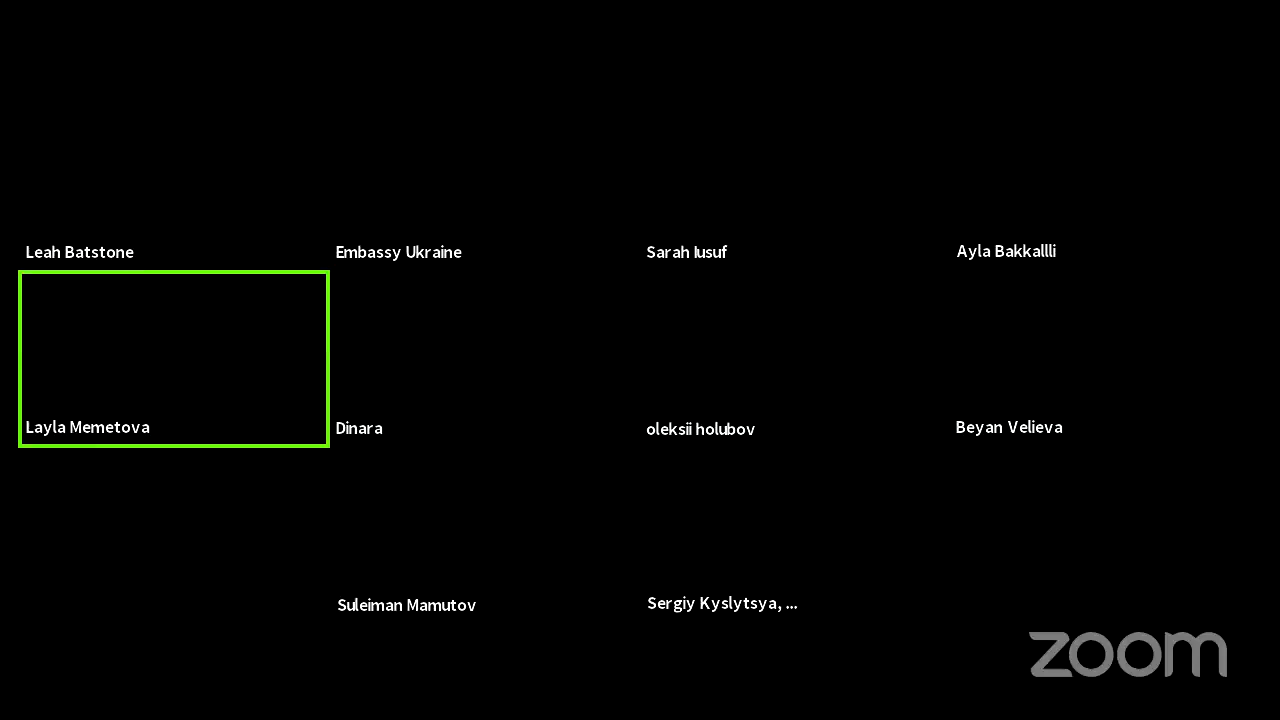 Leah Batstone
Embassy Ukraine
Sarah Iusuf
Ayla Bakkallli
Layla Memetova
Dinara
oleksii holubov
Beyan Velieva
Suleiman Mamutov
Sergiy Kyslytsya, ...
zoom